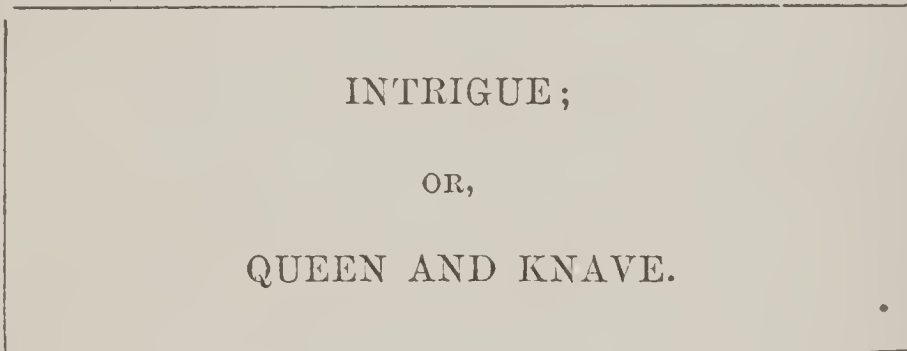 INTRIGUE;
OR,
QUEEN AND KNAVE.